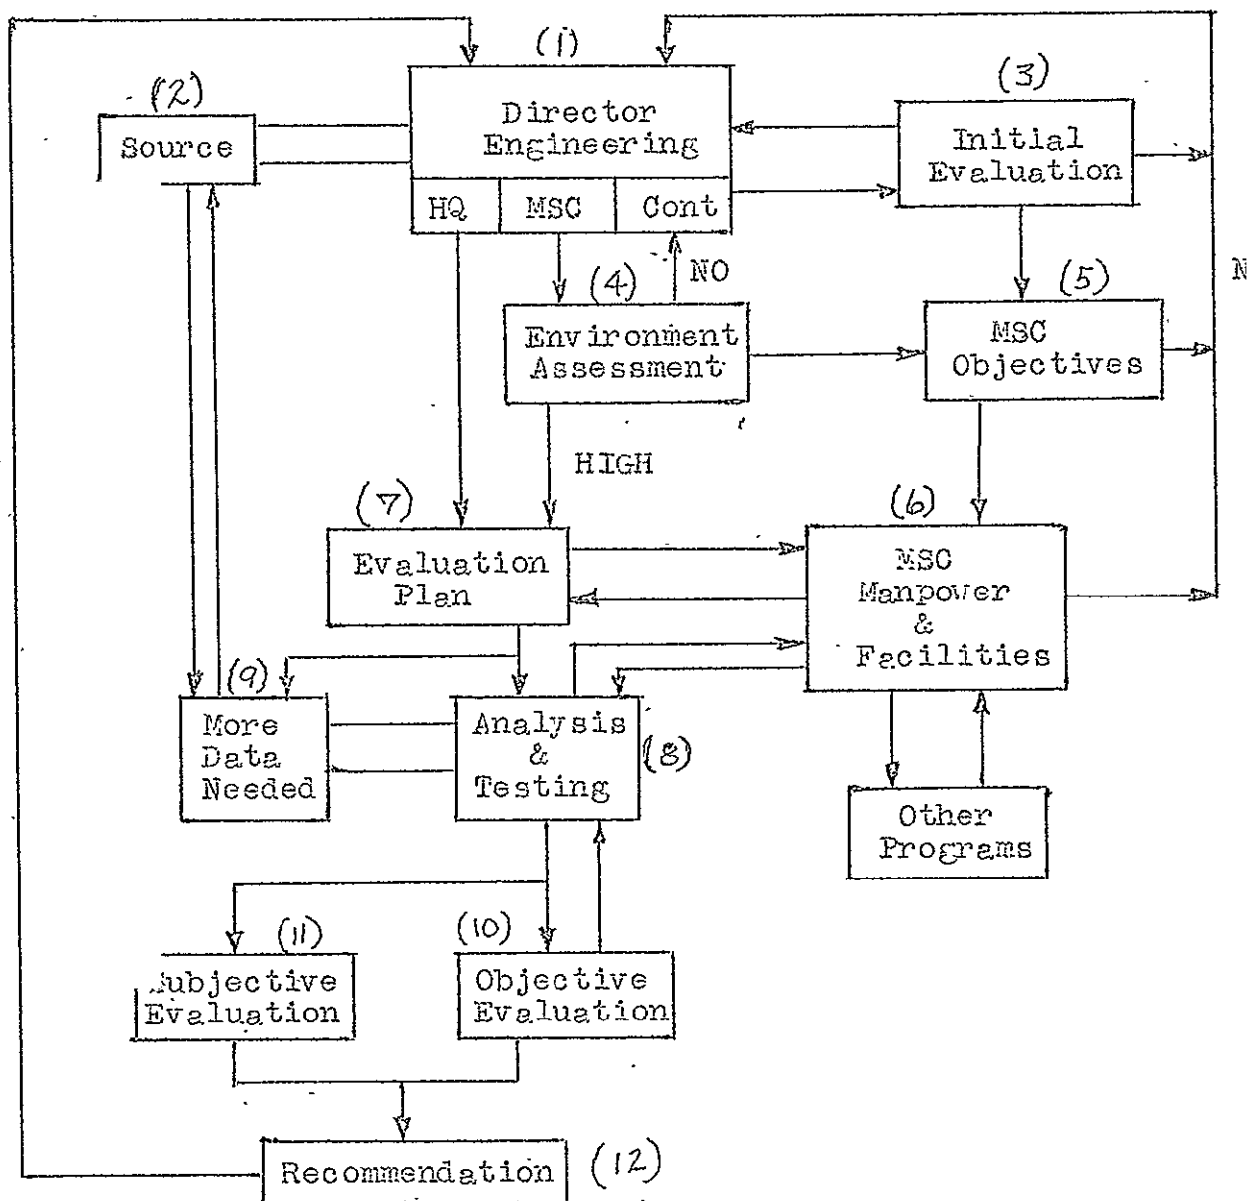 (1)
(2)
(3)
Director
Engineering
Source
Initial
Evaluation
HQ
MSC
Cont
NO
N
(4)
(5)
Environment
Assessment
MSC
Objectives
HIGH
(7)
(6)
Evaluation
Plan
MSC
Manpower
&
Facilities
(9)
More
Data
Needed
Analysis
&
Testing
(8)
Other
Programs
(11)
(10)
Subjective
Evaluation
Objective
Evaluation
Recommendation
(12)